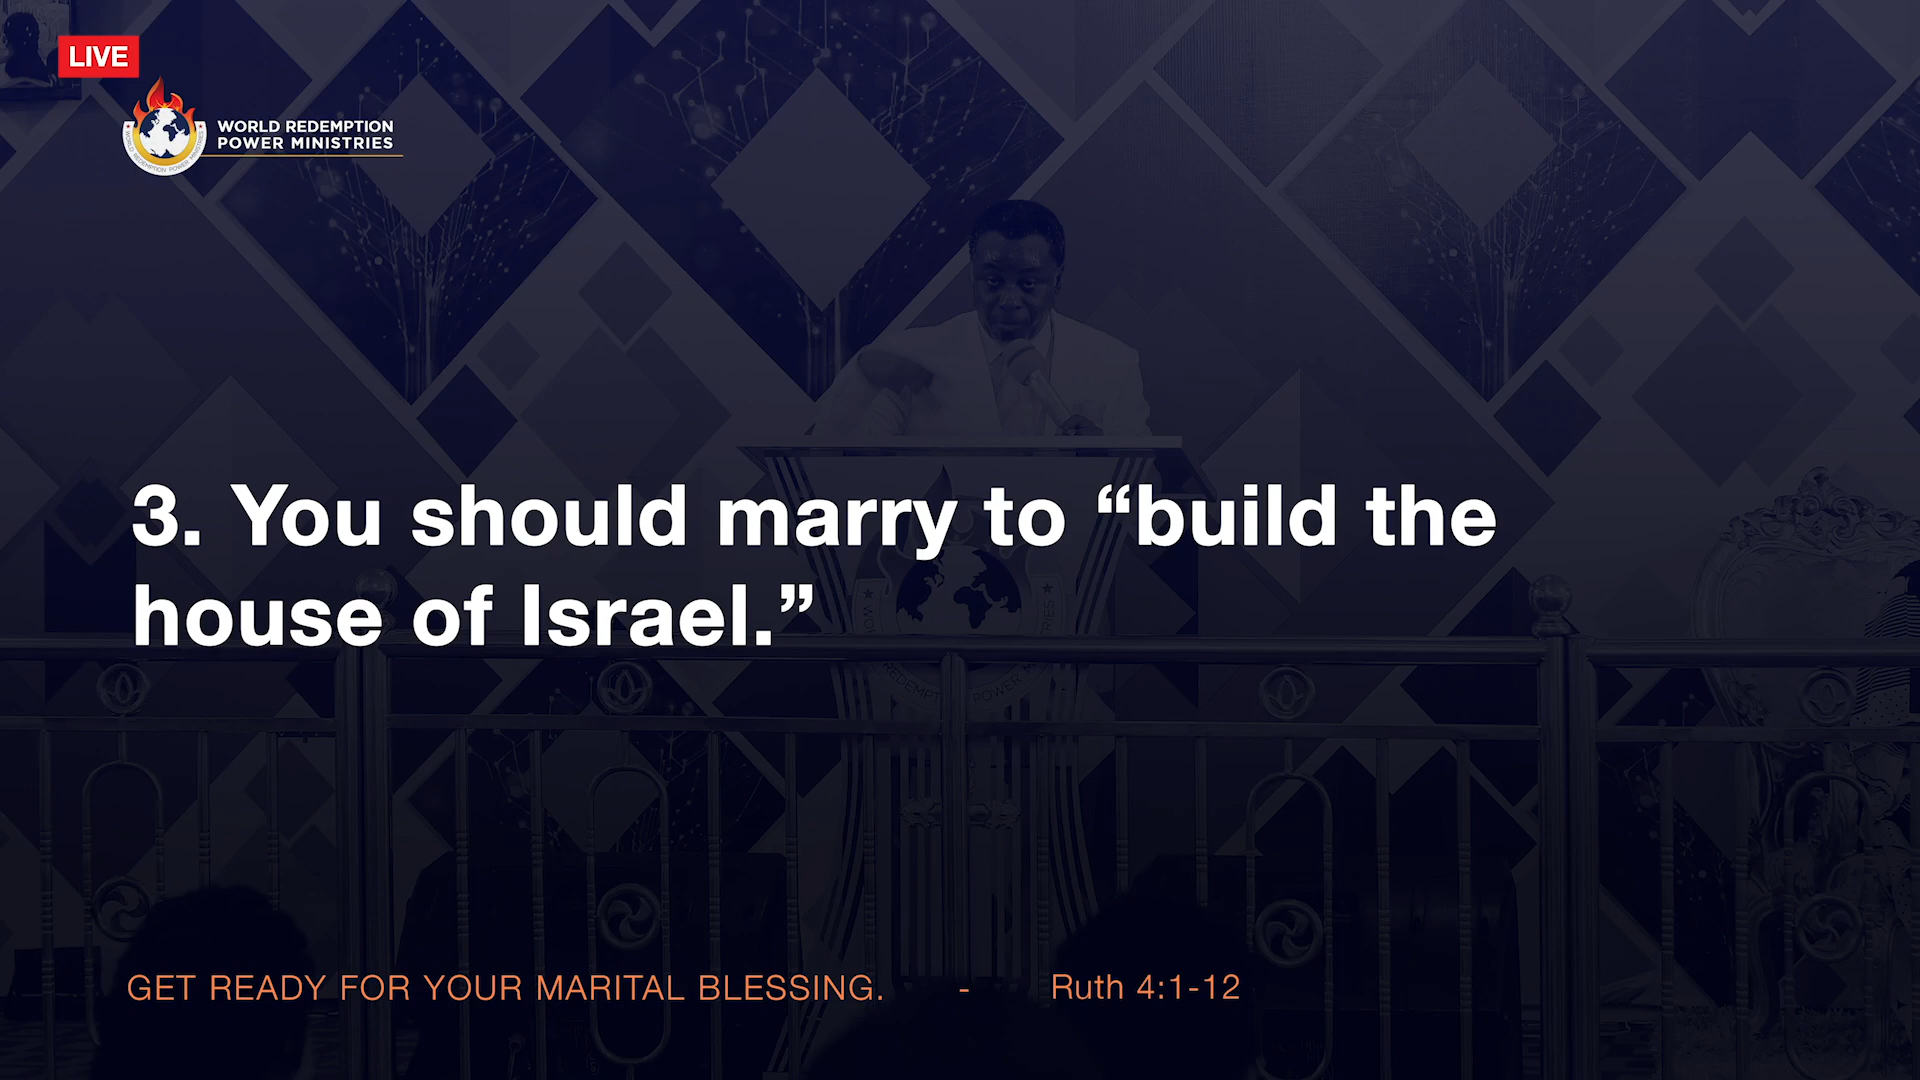 LIVE
WORLD REDEMPTION
POWER MINISTRIES
3. You should marry to “build the
house of Israel.”
GET READY FOR YOUR MARITAL BLESSING. - Ruth 4:1-12